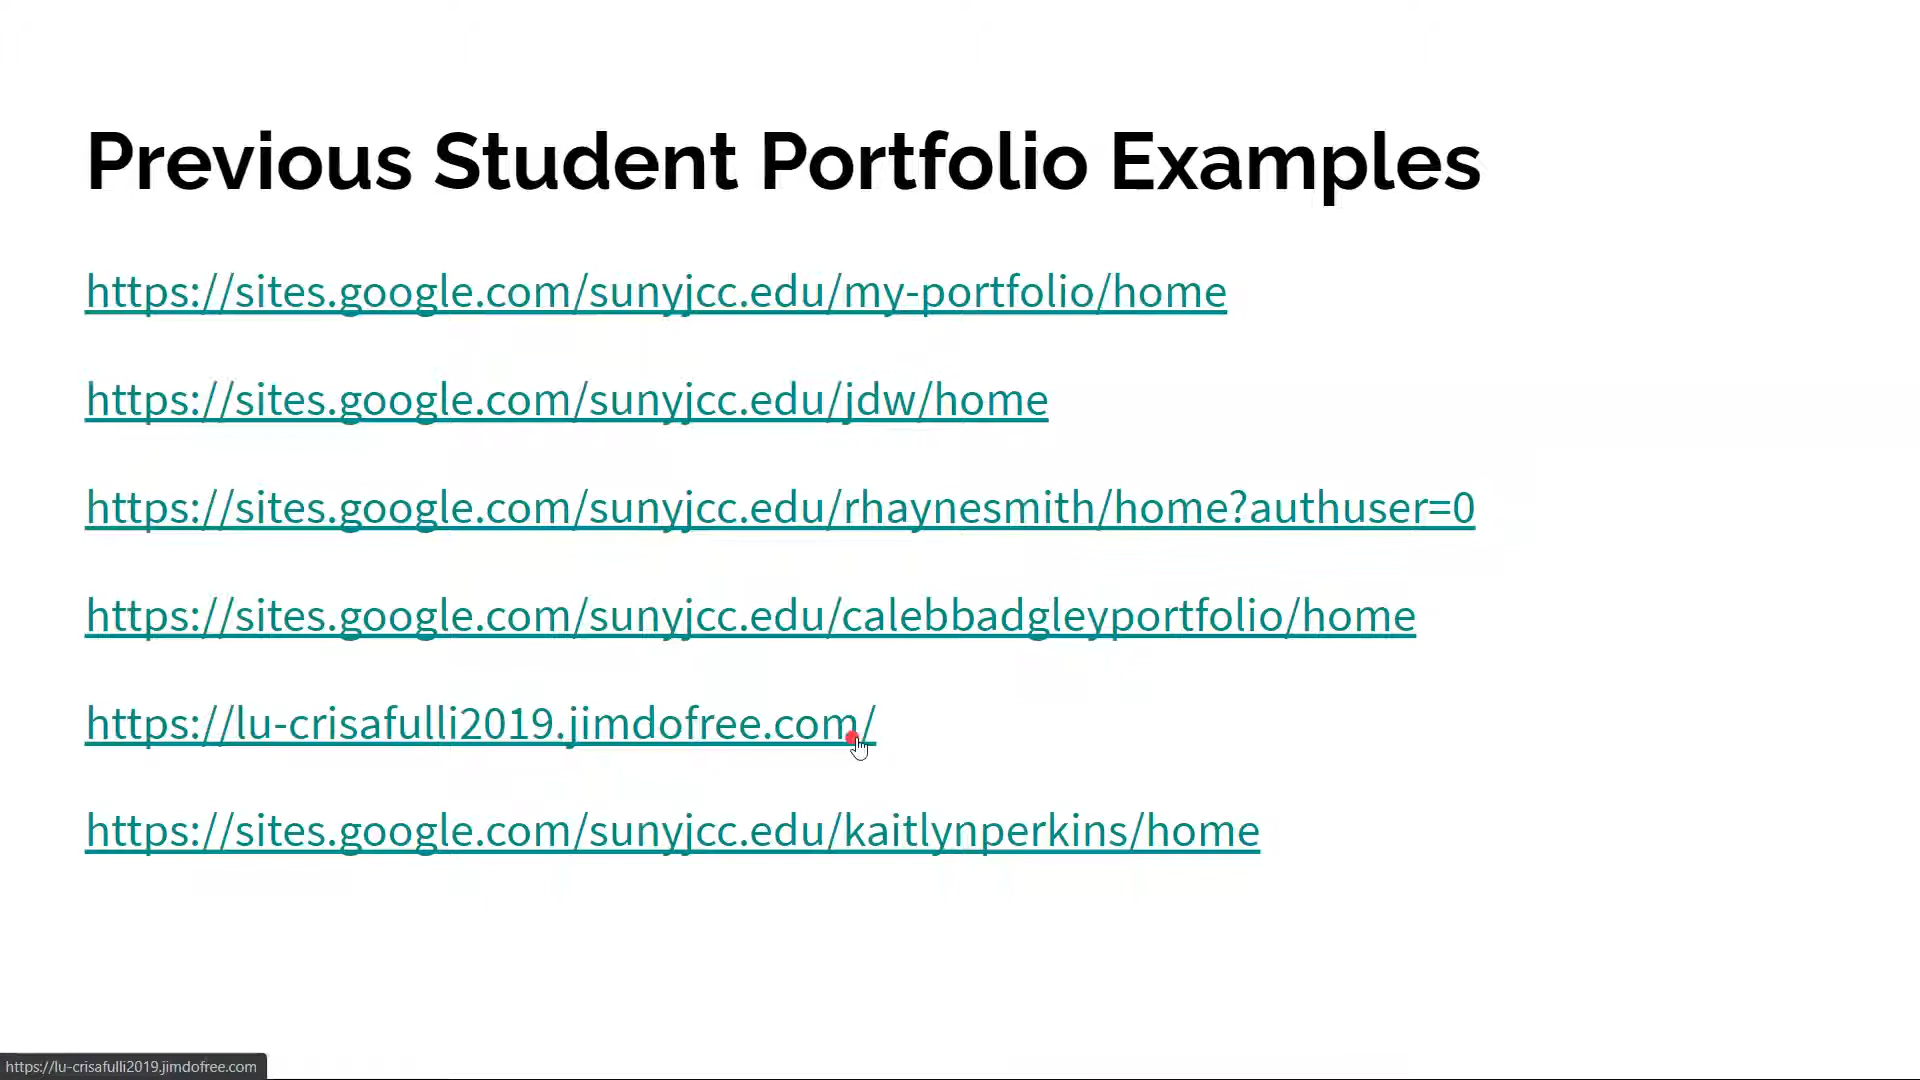 Previous Student Portfolio Examples
https://sites.google.com/sunyjcc.edu/my-portfolio/home
https://sites.google.com/sunyjcc.edu/jdw/home
https://sites.google.com/sunyjcc.edu/rhaynesmith/home?authuser=0
https://sites.google.com/sunyjcc.edu/calebbadgleyportfolio/home
https://lu-crisafulli2019.jimdofree.com/
https://sites.google.com/sunyjcc.edu/kaitlynperkins/home
https://lu-crisafulli2019.jimdofree.com